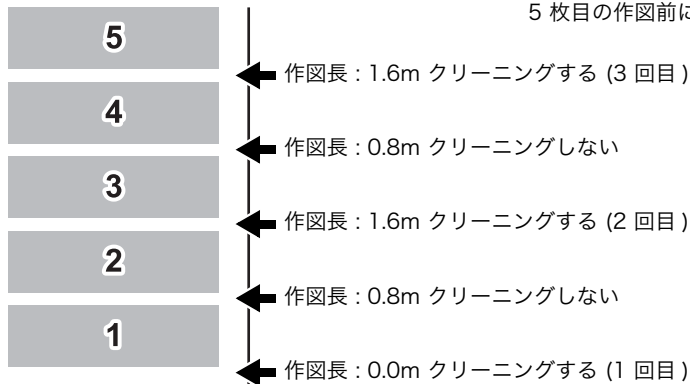 5 枚目の作図前に
5
作図長 : 1.6m クリーニングする (3 回目 )
4
作図長 : 0.8m クリーニングしない
3
作図長 : 1.6m クリーニングする (2 回目 )
2
作図長 : 0.8m クリーニングしない
1
作図長 : 0.0m クリーニングする (1 回目 )